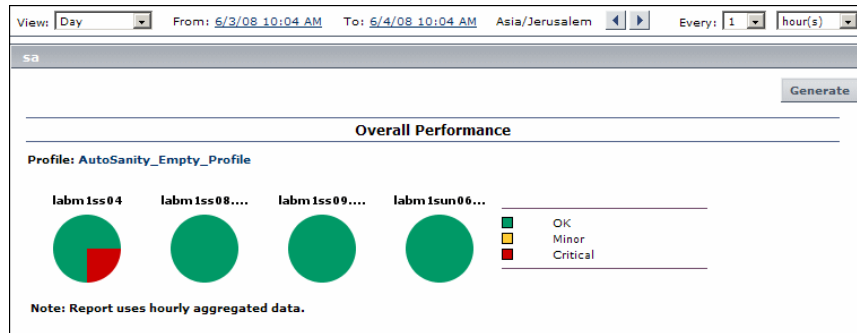 View: Day From: 6/3/08 10:04 AM To: 6/4/08 10:04 AM Asia/Jerusalem Every: 1 hour(s)
sa
Generate
Overall Performance
Profile: AutoSanity_Empty_Profile
labm1ss04 labm1ss08.... labm1ss09.... labm1sun06...
OK
Minor
Critical
Note: Report uses hourly aggregated data.